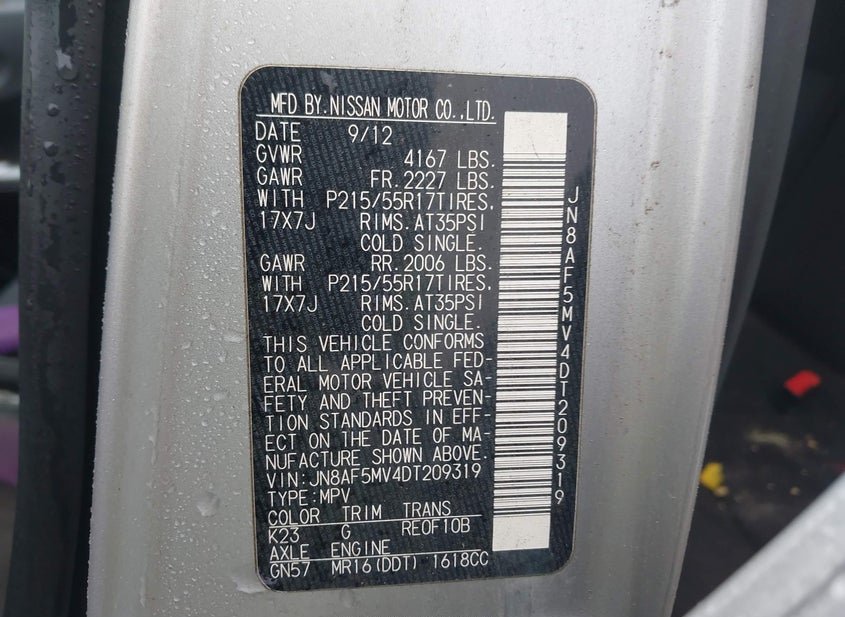 MFD BY.NISSAN MOTOR CO.,LTD.
DATE 9/12
GVWR 4167 LBS.
GAWR FR. 2227 LBS.
WITH P215/55R17TIRES,
17X7J RIMS. AT35PSI
COLD SINGLE.
GAWR RR. 2006 LBS.
WITH P215/55R17TIRES,
17X7J RIMS. AT35PSI
COLD SINGLE.
THIS VEHICLE CONFORMS
TO ALL APPLICABLE FED-
ERAL MOTOR VEHICLE SA-
FETY AND THEFT PREVEN-
TION STANDARDS IN EFF-
ECT ON THE DATE OF MA-
NUFACTURE SHOWN ABOVE.
VIN:JN8AF5MV4DT209319
TYPE:MPV
COLOR TRIM TRANS
K23 G RE0F10B
AXLE ENGINE
GN57 MR16(DDT) 1618CC
JN8AF5MV4DT209319